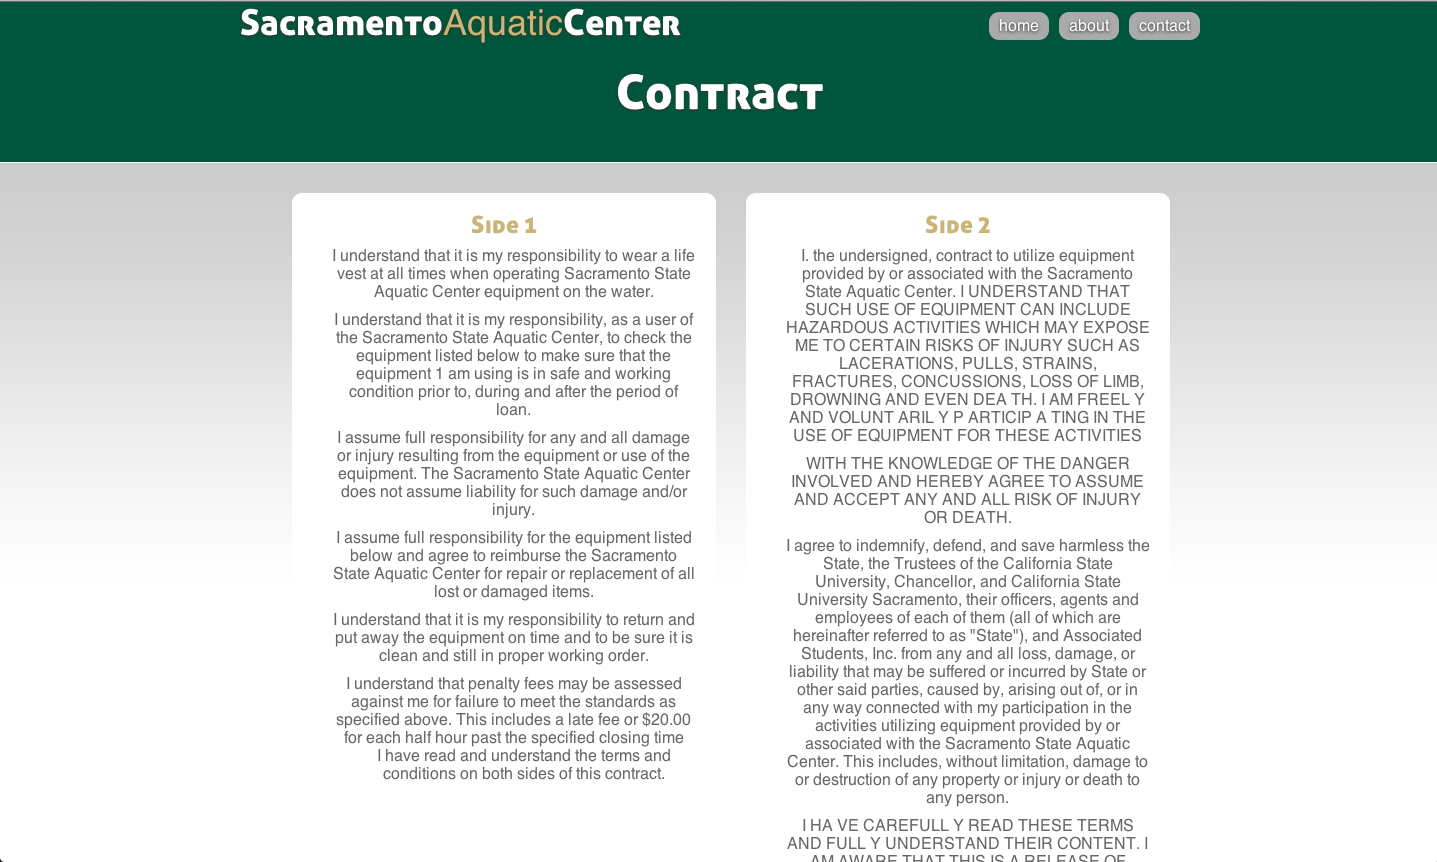 SacramentoAquaticCenter
home about contact
Contract
Side 1
I understand that it is my responsibility to wear a life
vest at all times when operating Sacramento State
Aquatic Center equipment on the water.
I understand that it is my responsibility, as a user of
the Sacramento State Aquatic Center, to check the
equipment listed below to make sure that the
equipment 1 am using is in safe and working
condition prior to, during and after the period of
loan.
I assume full responsibility for any and all damage
or injury resulting from the equipment or use of the
equipment. The Sacramento State Aquatic Center
does not assume liability for such damage and/or
injury.
I assume full responsibility for the equipment listed
below and agree to reimburse the Sacramento
State Aquatic Center for repair or replacement of all
lost or damaged items.
I understand that it is my responsibility to return and
put away the equipment on time and to be sure it is
clean and still in proper working order.
I understand that penalty fees may be assessed
against me for failure to meet the standards as
specified above. This includes a late fee or $20.00
for each half hour past the specified closing time
I have read and understand the terms and
conditions on both sides of this contract.
Side 2
I. the undersigned, contract to utilize equipment
provided by or associated with the Sacramento
State Aquatic Center. I UNDERSTAND THAT
SUCH USE OF EQUIPMENT CAN INCLUDE
HAZARDOUS ACTIVITIES WHICH MAY EXPOSE
ME TO CERTAIN RISKS OF INJURY SUCH AS
LACERATIONS, PULLS, STRAINS,
FRACTURES, CONCUSSIONS, LOSS OF LIMB,
DROWNING AND EVEN DEA TH. I AM FREEL Y
AND VOLUNT ARIL Y P ARTICIP A TING IN THE
USE OF EQUIPMENT FOR THESE ACTIVITIES
WITH THE KNOWLEDGE OF THE DANGER
INVOLVED AND HEREBY AGREE TO ASSUME
AND ACCEPT ANY AND ALL RISK OF INJURY
OR DEATH.
I agree to indemnify, defend, and save harmless the
State, the Trustees of the California State
University, Chancellor, and California State
University Sacramento, their officers, agents and
employees of each of them (all of which are
hereinafter referred to as "State"), and Associated
Students, Inc. from any and all loss, damage, or
liability that may be suffered or incurred by State or
other said parties, caused by, arising out of, or in
any way connected with my participation in the
activities utilizing equipment provided by or
associated with the Sacramento State Aquatic
Center. This includes, without limitation, damage to
or destruction of any property or injury or death to
any person.
I HA VE CAREFULL Y READ THESE TERMS
AND FULL Y UNDERSTAND THEIR CONTENT. I
AM AWARE THAT THIS IS A RELEASE OF